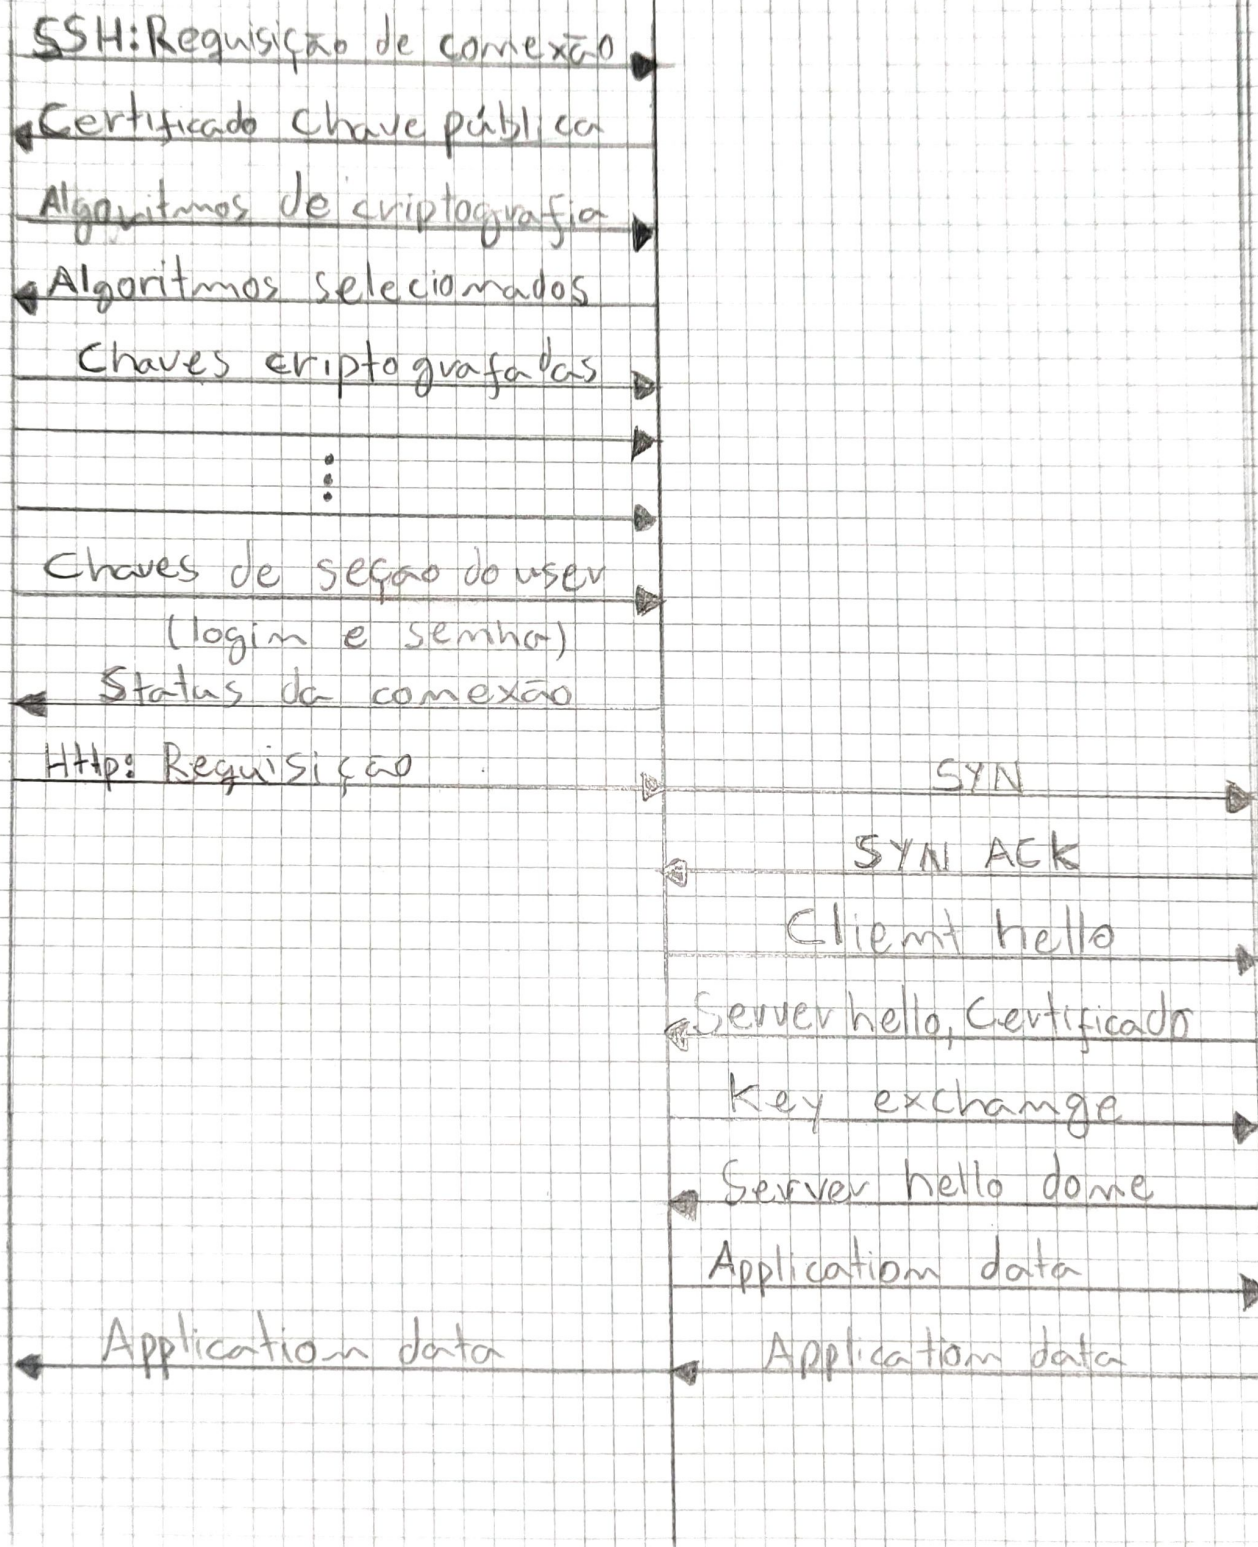 SSH: Requisição de conexão
Certificado chave pública
Algoritmos de criptografia
Algoritmos selecionados
Chaves criptografadas
Chaves de seção do user
(login e senha)
Status da conexão
Http: Requisição
SYN
SYN ACK
Client hello
Server hello, Certificado
Key exchange
Server hello done
Application data
Application data
Application data